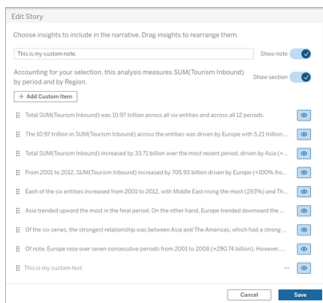 Edit Story
Choose insights to include in the narrative. Drag insights to rearrange them.
This is my custom note.
Show note
Accounting for your selection, this analysis measures SUM(Tourism Inbound)
by period and by Region.
Show section
+ Add Custom Item
Total SUM(Tourism Inbound) was 10.97 trillion across all six entities and across all 12 periods.
The 10.97 trillion in SUM(Tourism Inbound) across the entities was driven by Europe with 5.21 trillion,...
Total SUM(Tourism Inbound) increased by 33.71 billion over the most recent period, driven by Asia (+...
From 2001 to 2012, SUM(Tourism Inbound) increased by 705.93 billion driven by Europe (+100% fro...
Each of the six entities increased from 2001 to 2012, with Middle East rising the most (293%) and Th...
Asia trended upward the most in the final period. On the other hand, Europe trended downward the ...
Of the six series, the strongest relationship was between Asia and The Americas, which had a strong ...
Of note, Europe rose over seven consecutive periods from 2001 to 2008 (+290.74 billion). However, ...
This is my custom text.
...
Cancel
Save